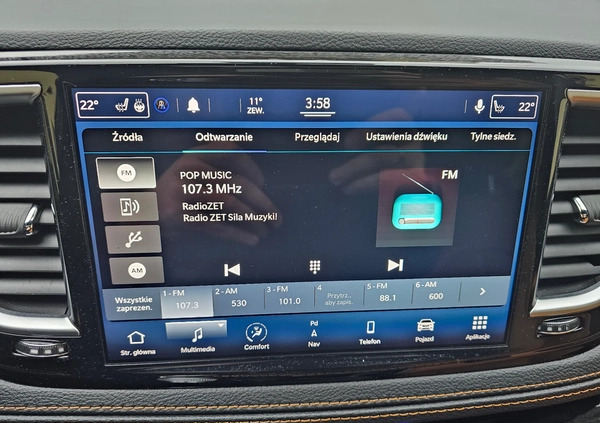 22° 11° ZEW. 3:58 22°
Źródła Odtwarzanie Przeglądaj Ustawienia dźwięku Tylne siedz.
FM
POP MUSIC
107.3 MHz
RadioZET
Radio ZET Siła Muzyki!
FM
AM
Wszystkie zaprezen.
1 - FM 107.3
2 - AM 530
3 - FM 101.0
4 Przytrz., aby zapis.
5 - FM 88.1
6 - AM 600
Str. główna Multimedia Comfort Pd A Nav Telefon Pojazd Aplikacje